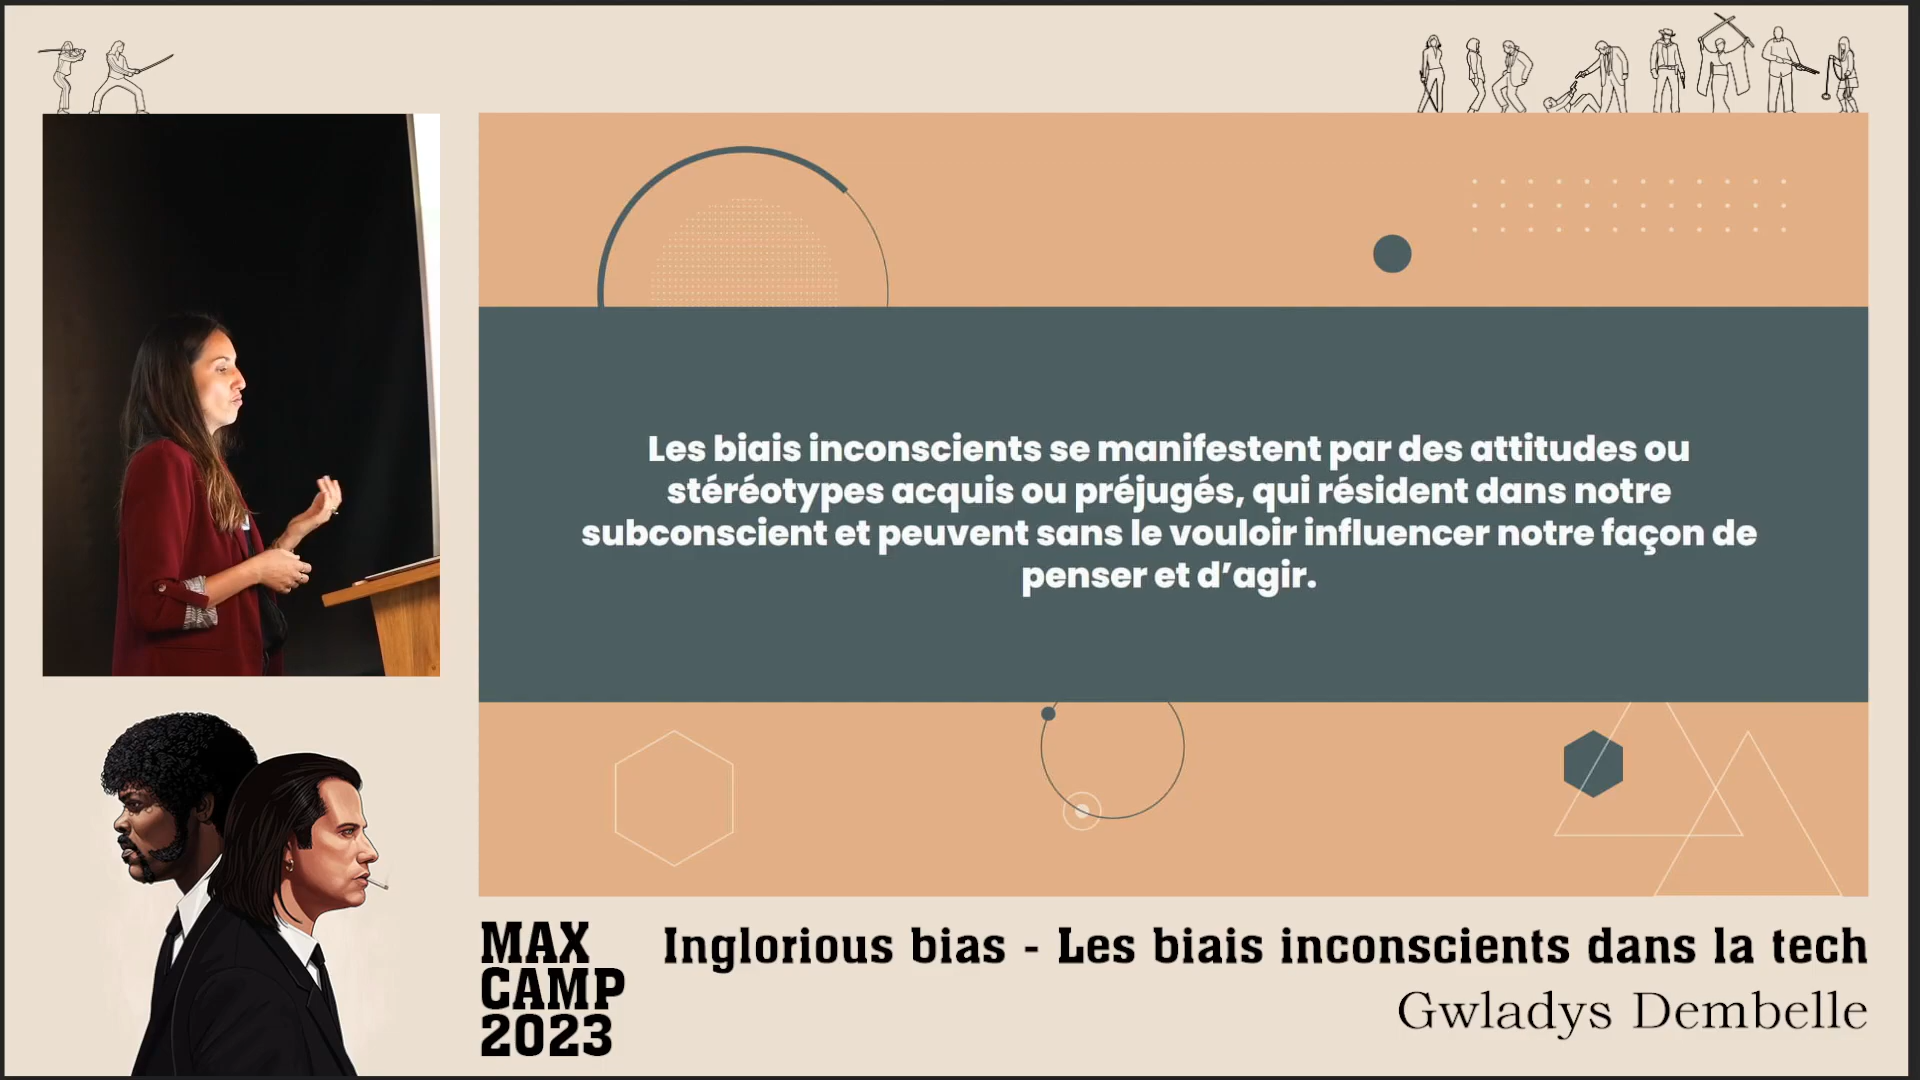 Les biais inconscients se manifestent par des attitudes ou
stéréotypes acquis ou préjugés, qui résident dans notre
subconscient et peuvent sans le vouloir influencer notre façon de
penser et d’agir.
MAX
CAMP
2023
Inglorious bias - Les biais inconscients dans la tech
Gwladys Dembelle